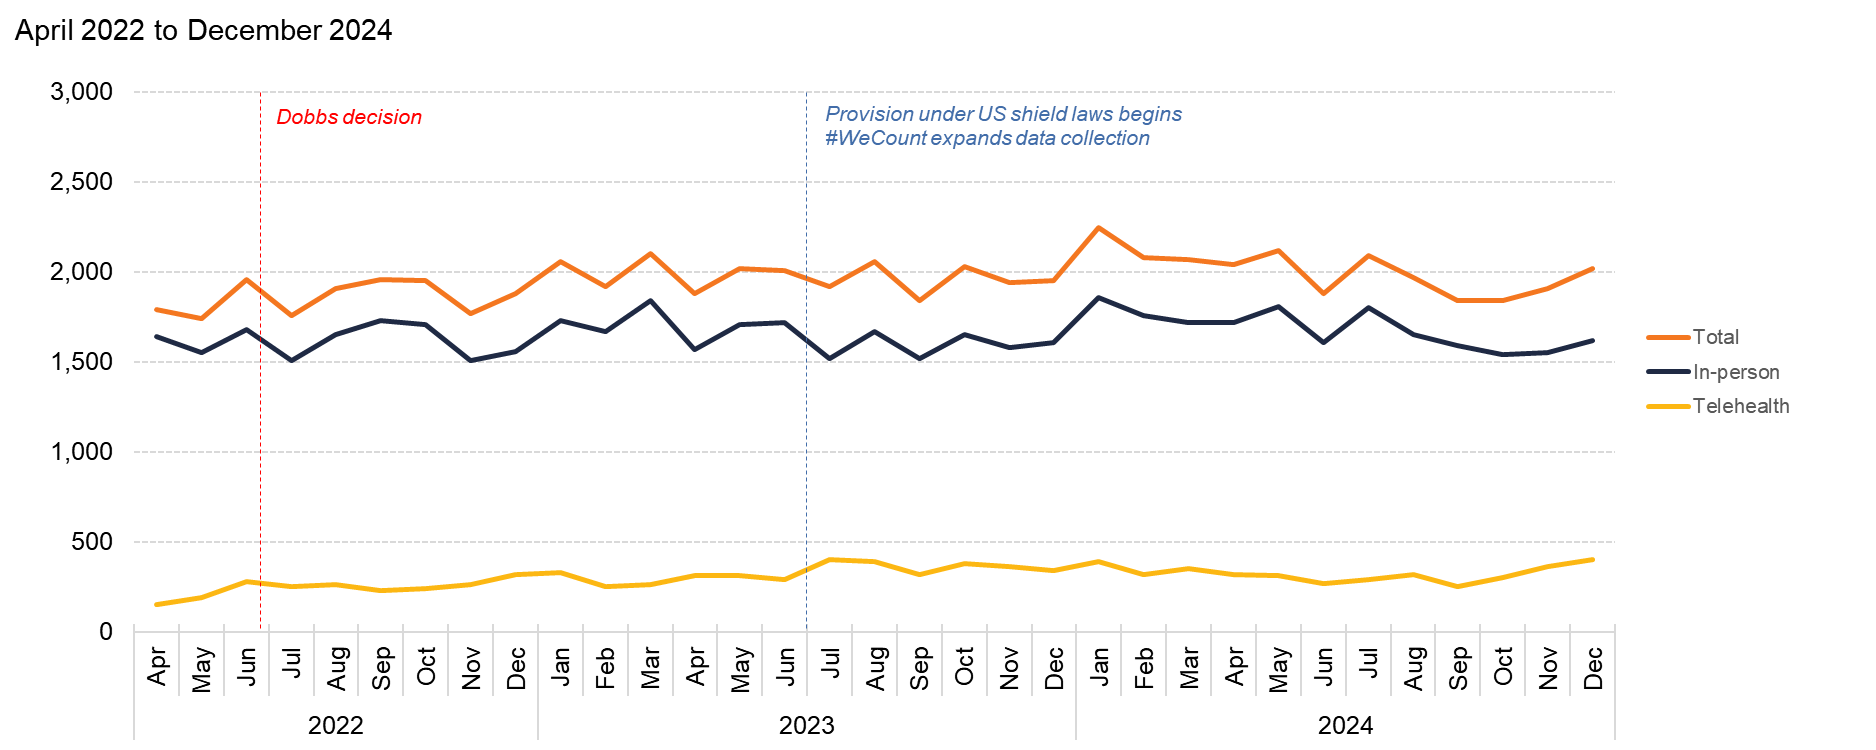 April 2022 to December 2024
3,000
2,500
2,000
1,500
1,000
500
0
Dobbs decision
Provision under US shield laws begins
#WeCount expands data collection
Total
In-person
Telehealth
Apr May Jun Jul Aug Sep Oct Nov Dec Jan Feb Mar Apr May Jun Jul Aug Sep Oct Nov Dec Jan Feb Mar Apr May Jun Jul Aug Sep Oct Nov Dec
2022 2023 2024